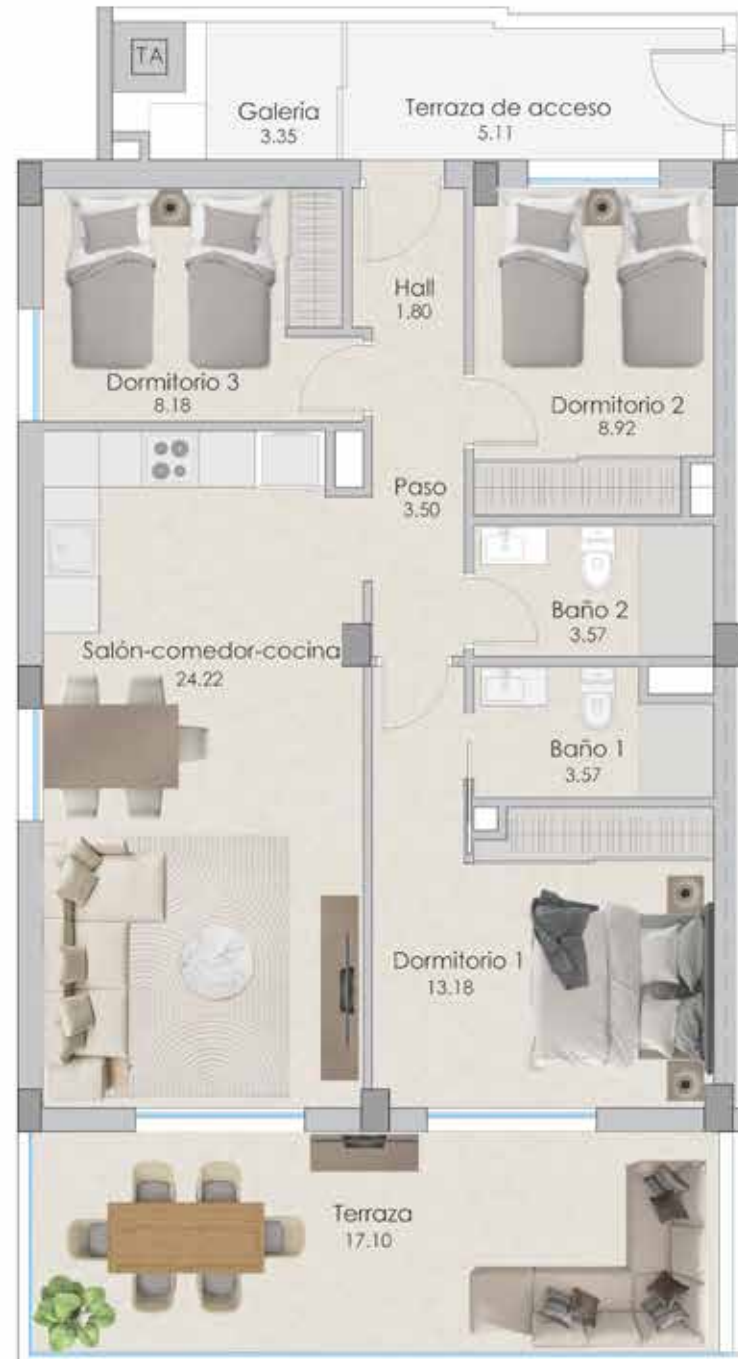 TA
Galeria
3.35
Terraza de acceso
5.11
Hall
1.80
Dormitorio 3
8.18
Dormitorio 2
8.92
Paso
3.50
Baño 2
3.57
Salón-comedor-cocina
24.22
Baño 1
3.57
Dormitorio 1
13.18
Terraza
17.10